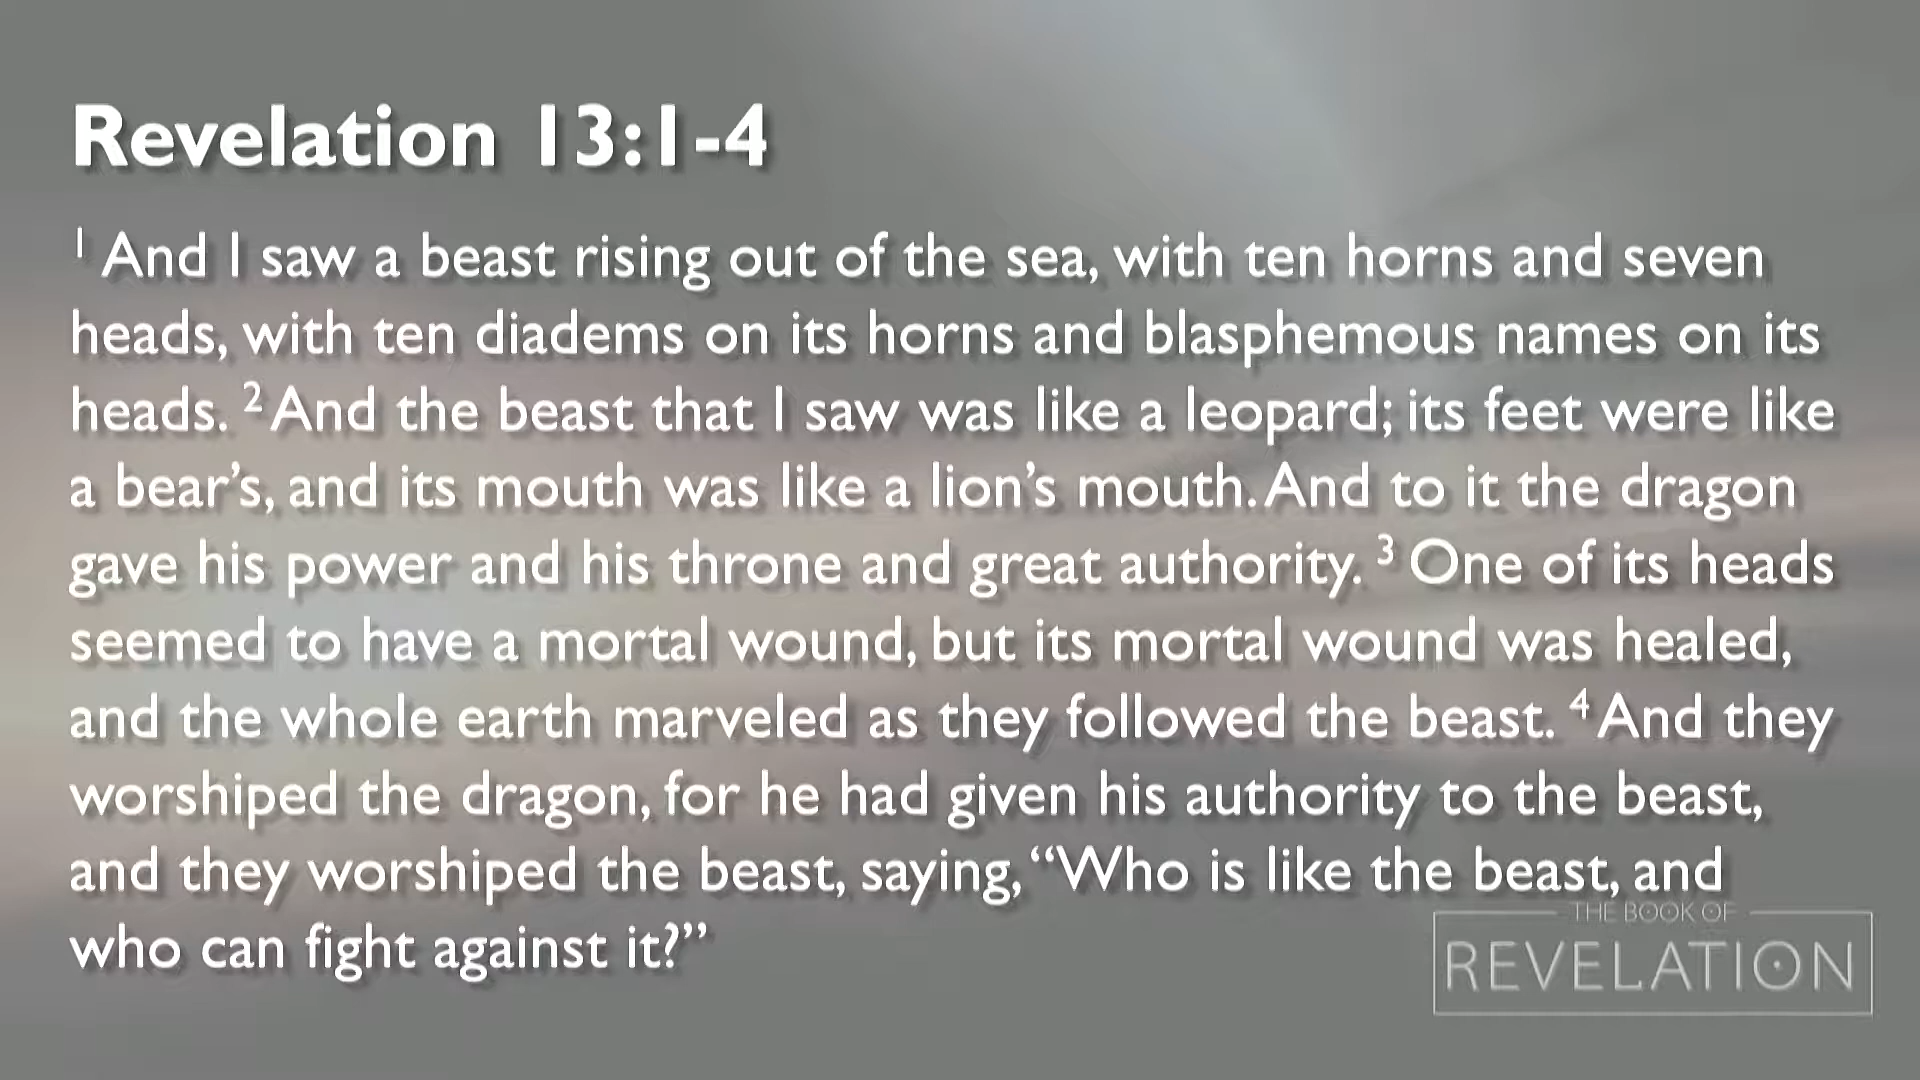 Revelation 13:1-4
1 And I saw a beast rising out of the sea, with ten horns and seven
heads, with ten diadems on its horns and blasphemous names on its
heads. 2 And the beast that I saw was like a leopard; its feet were like
a bear’s, and its mouth was like a lion’s mouth. And to it the dragon
gave his power and his throne and great authority. 3 One of its heads
seemed to have a mortal wound, but its mortal wound was healed,
and the whole earth marveled as they followed the beast. 4 And they
worshiped the dragon, for he had given his authority to the beast,
and they worshiped the beast, saying, “Who is like the beast, and
who can fight against it?”
THE BOOK OF
REVELATION